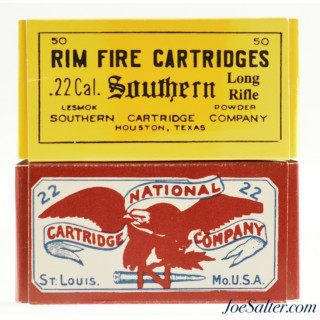 50 50
RIM FIRE CARTRIDGES
.22 Cal. Southern Long
Rifle
LESMOK POWDER
SOUTHERN CARTRIDGE COMPANY
HOUSTON, TEXAS
22 NATIONAL 22
CARTRIDGE COMPANY
ST. LOUIS. MO. U.S.A.
JoeSalter.com